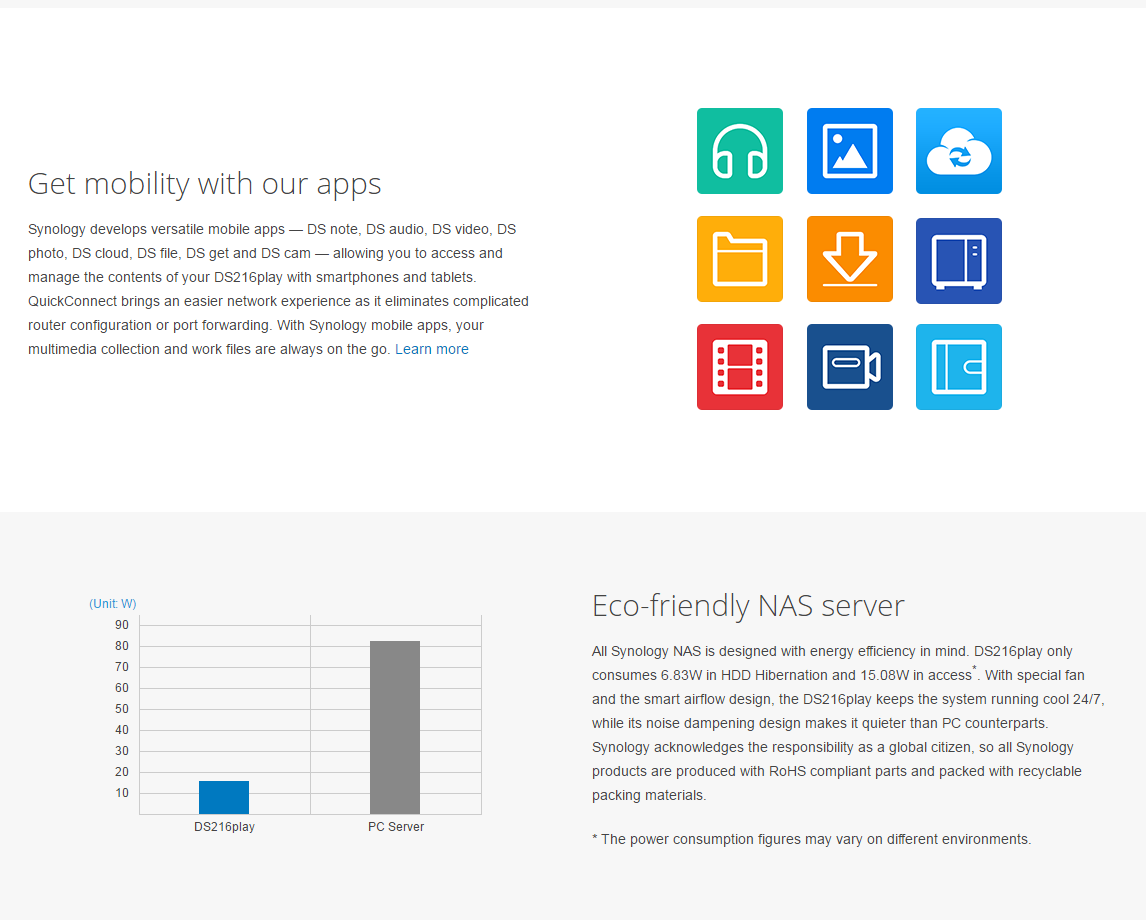 Get mobility with our apps
Synology develops versatile mobile apps — DS note, DS audio, DS video, DS
photo, DS cloud, DS file, DS get and DS cam — allowing you to access and
manage the contents of your DS216play with smartphones and tablets.
QuickConnect brings an easier network experience as it eliminates complicated
router configuration or port forwarding. With Synology mobile apps, your
multimedia collection and work files are always on the go. Learn more
(Unit: W)
90
80
70
60
50
40
30
20
10
DS216play
PC Server
Eco-friendly NAS server
All Synology NAS is designed with energy efficiency in mind. DS216play only
consumes 6.83W in HDD Hibernation and 15.08W in access*. With special fan
and the smart airflow design, the DS216play keeps the system running cool 24/7,
while its noise dampening design makes it quieter than PC counterparts.
Synology acknowledges the responsibility as a global citizen, so all Synology
products are produced with RoHS compliant parts and packed with recyclable
packing materials.
* The power consumption figures may vary on different environments.